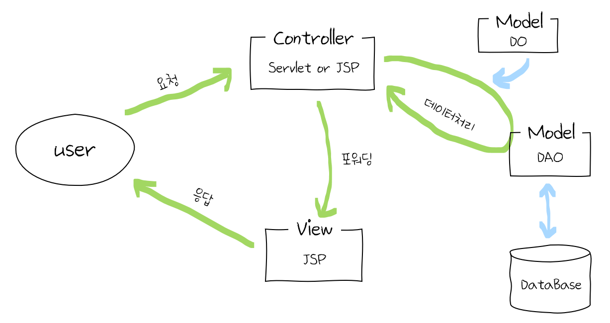 Model
DO
Controller
Servlet or JSP
요청
데이터처리
user
Model
DAO
포워딩
응답
View
JSP
DataBase